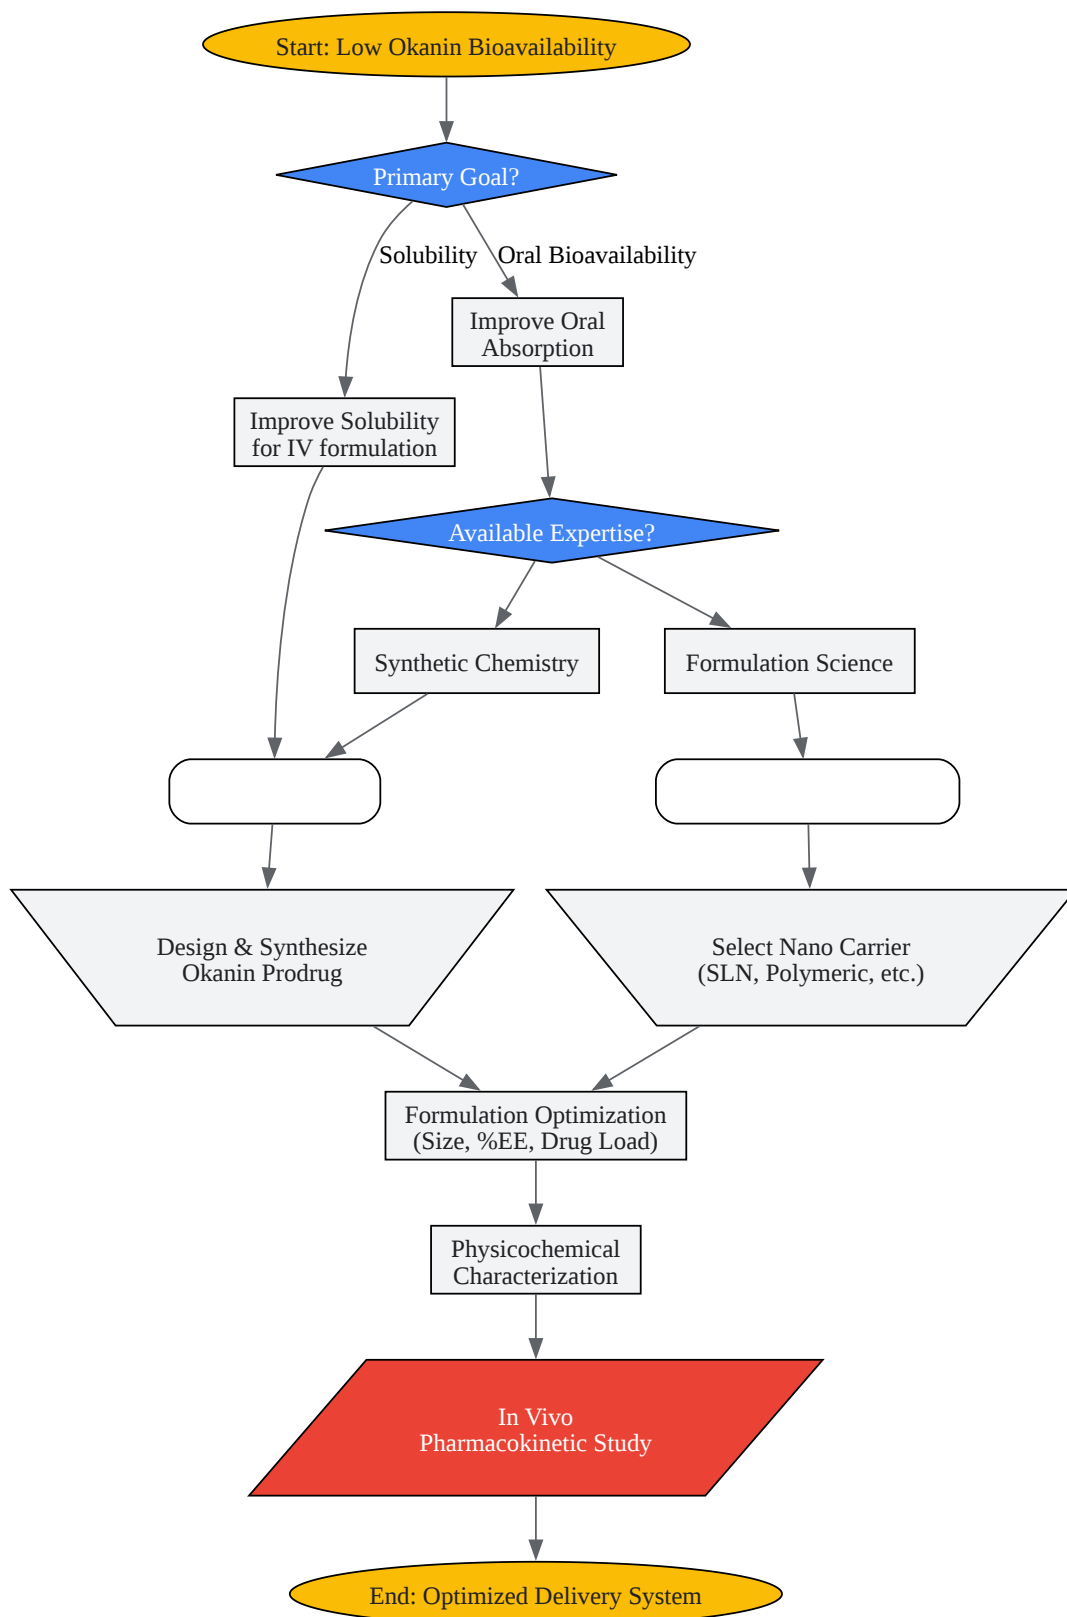 Start: Low Okanin Bioavailability
Primary Goal?
Solubility
Oral Bioavailability
Improve Oral
Absorption
Improve Solubility
for IV formulation
Available Expertise?
Synthetic Chemistry
Formulation Science
Design & Synthesize
Okanin Prodrug
Select Nano Carrier
(SLN, Polymeric, etc.)
Formulation Optimization
(Size, %EE, Drug Load)
Physicochemical
Characterization
In Vivo
Pharmacokinetic Study
End: Optimized Delivery System